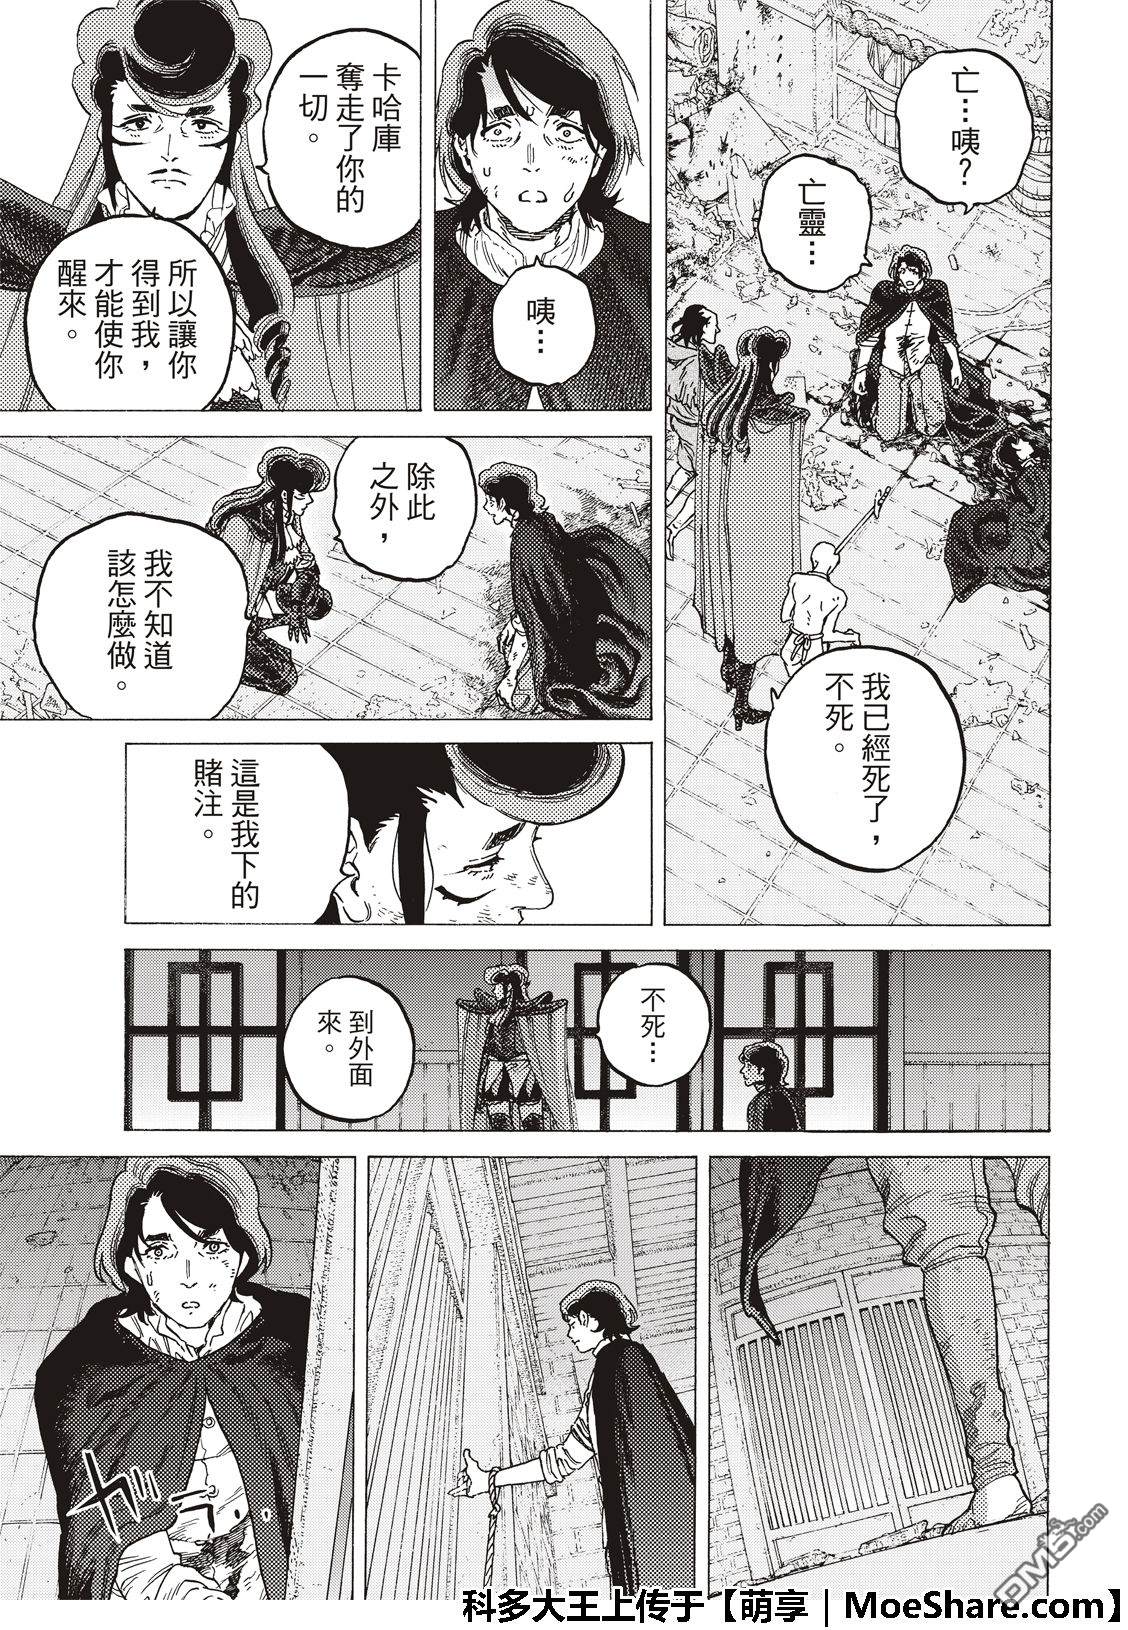 亡…咦？
亡靈…
我已經死了，
不死。
咦…
卡哈庫
奪走了你的
一切。
所以讓你
得到我，
才能使你
醒來。
除此
之外，
我不知道
該怎麼做。
這是我下的
賭注。
不死…
到外面
來。
科多大王上传于【萌享｜MoeShare.com】
DM5.com